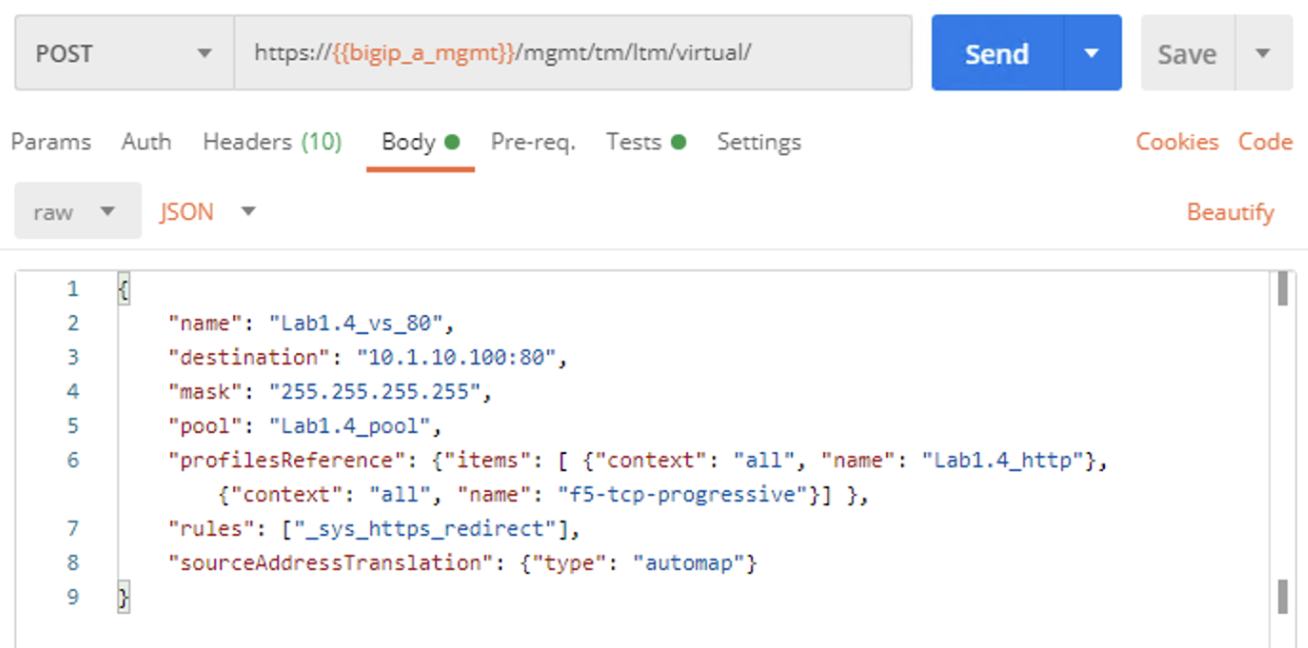 POST https://{{bigip_a_mgmt}}/mgmt/tm/ltm/virtual/ Send Save
Params Auth Headers (10) Body Pre-req. Tests Settings Cookies Code
raw JSON Beautify
1 {
2 "name": "Lab1.4_vs_80",
3 "destination": "10.1.10.100:80",
4 "mask": "255.255.255.255",
5 "pool": "Lab1.4_pool",
6 "profilesReference": {"items": [ {"context": "all", "name": "Lab1.4_http"},
{"context": "all", "name": "f5-tcp-progressive"}] },
7 "rules": ["_sys_https_redirect"],
8 "sourceAddressTranslation": {"type": "automap"}
9 }